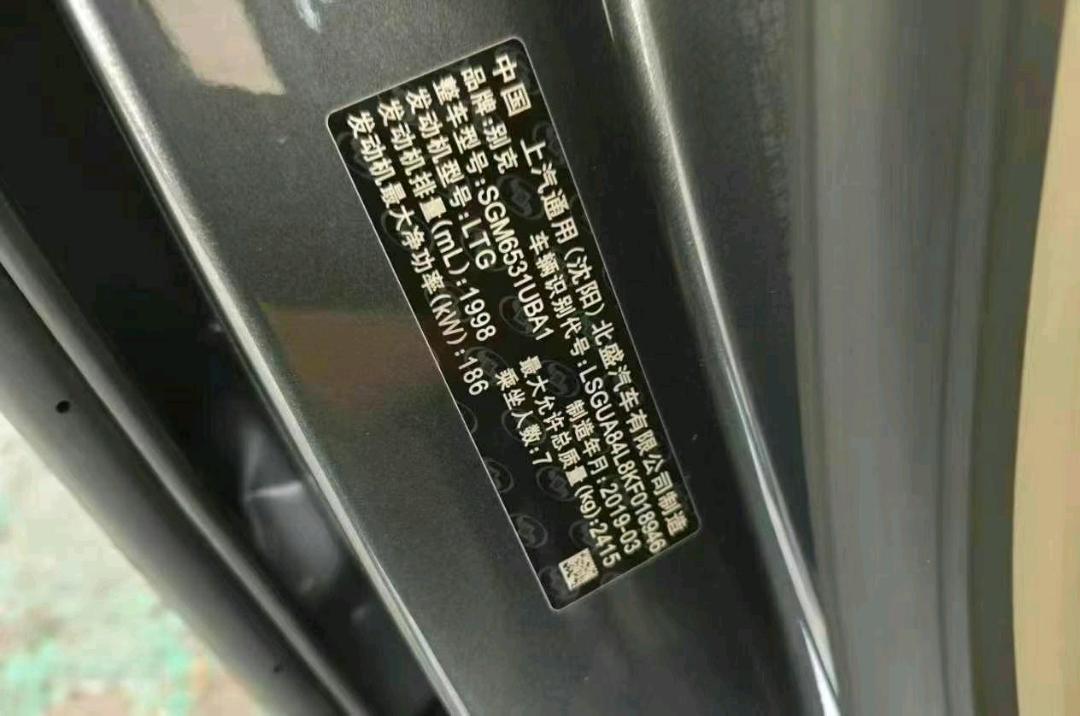 中国 上汽通用(沈阳)北盛汽车有限公司制造
品牌:别克 车辆识别代号:LSGUA84L8KF018946
整车型号:SGM6531UBA1 制造年月:2019-03
发动机型号:LTG 最大允许总质量(kg):2415
发动机排量(mL):1998 乘坐人数:7
发动机最大净功率(kW):186